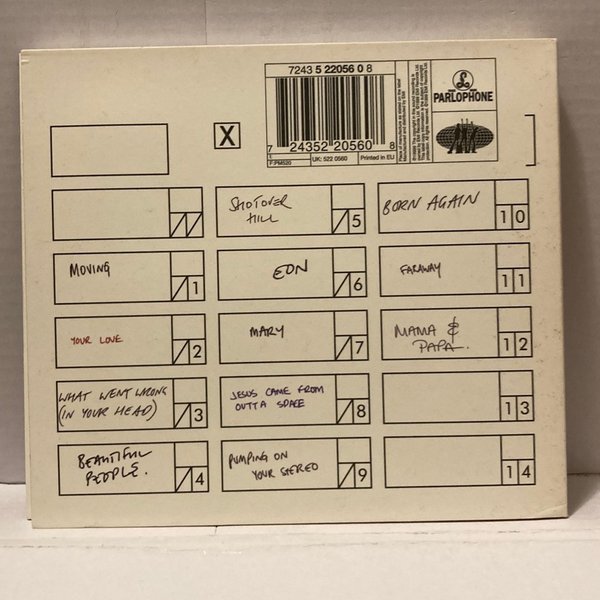 7243 5 22056 0 8
7 24352 20560 8
F:PM520
UK: 522 0560
Printed in EU
PARLOPHONE
X
MOVING
/1
YOUR LOVE
/2
WHAT WENT WRONG
(IN YOUR HEAD)
/3
BEAUTIFUL
PEOPLE.
/4
SHOTOVER
HILL
/5
EON
/6
MARY
/7
JESUS CAME FROM
OUTTA SPACE
/8
PUMPING ON
YOUR STEREO
/9
BORN AGAIN
10
FARAWAY
11
MAMA &
PAPA.
12
13
14